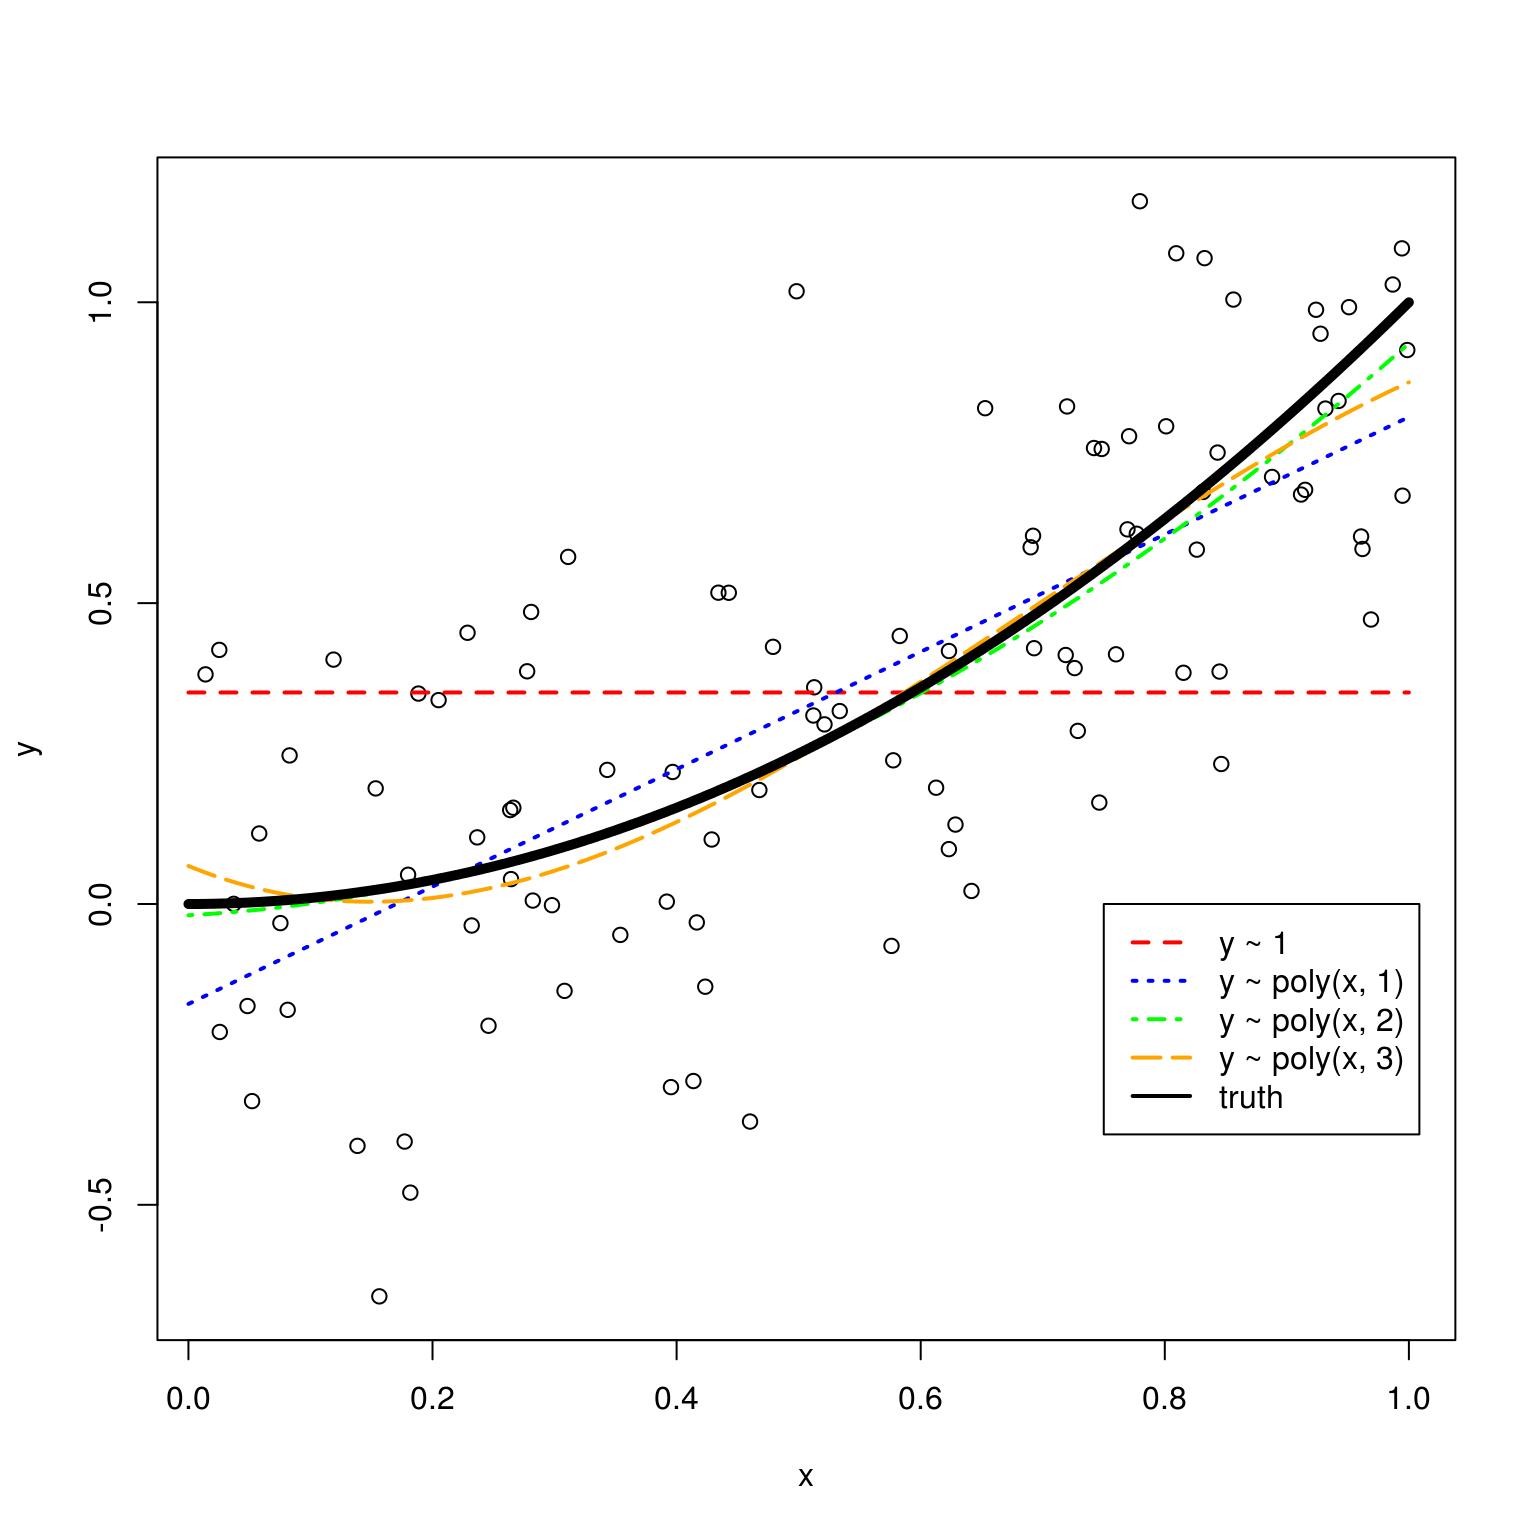 1.0
0.5
0.0
-0.5
y
0.0 0.2 0.4 0.6 0.8 1.0
x
y ~ 1
y ~ poly(x, 1)
y ~ poly(x, 2)
y ~ poly(x, 3)
truth